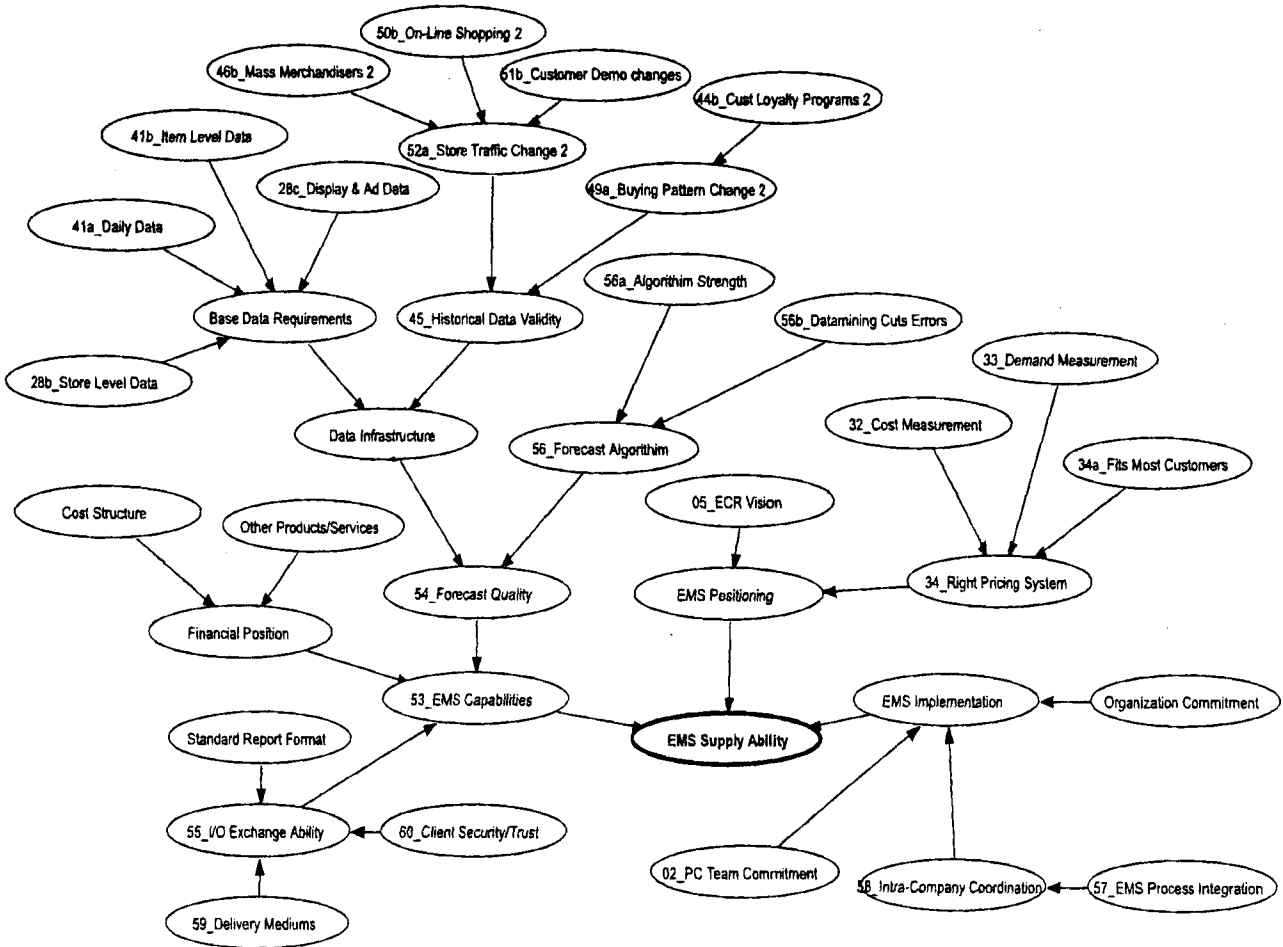 50b_On-Line Shopping 2
46b_Mass Merchandisers 2
51b_Customer Demo changes
44b_Cust Loyalty Programs 2
41b_Item Level Data
52a_Store Traffic Change 2
28c_Display & Ad Data
49a_Buying Pattern Change 2
41a_Daily Data
56a_Algorithim Strength
Base Data Requirements
45_Historical Data Validity
56b_Datamining Cuts Errors
33_Demand Measurement
28b_Store Level Data
32_Cost Measurement
Data Infrastructure
56_Forecast Algorithim
34a_Fits Most Customers
05_ECR Vision
Cost Structure
Other Products/Services
54_Forecast Quality
EMS Positioning
34_Right Pricing System
Financial Position
53_EMS Capabilities
EMS Implementation
Organization Commitment
Standard Report Format
EMS Supply Ability
55_I/O Exchange Ability
60_Client Security/Trust
02_PC Team Commitment
58_Intra-Company Coordination
57_EMS Process Integration
59_Delivery Mediums